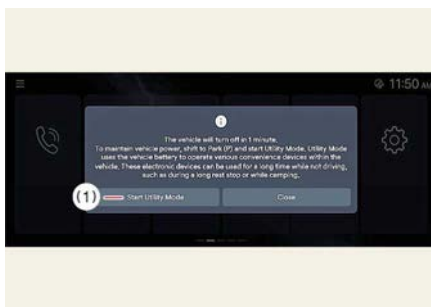 11:50 AM
The vehicle will turn off in 1 minute.
To maintain vehicle power, shift to Park (P) and start Utility Mode. Utility Mode
uses the vehicle battery to operate various convenience devices within the
vehicle. These electronic devices can be used for a long time while not driving,
such as during a long rest stop or while camping.
(1) Start Utility Mode Close